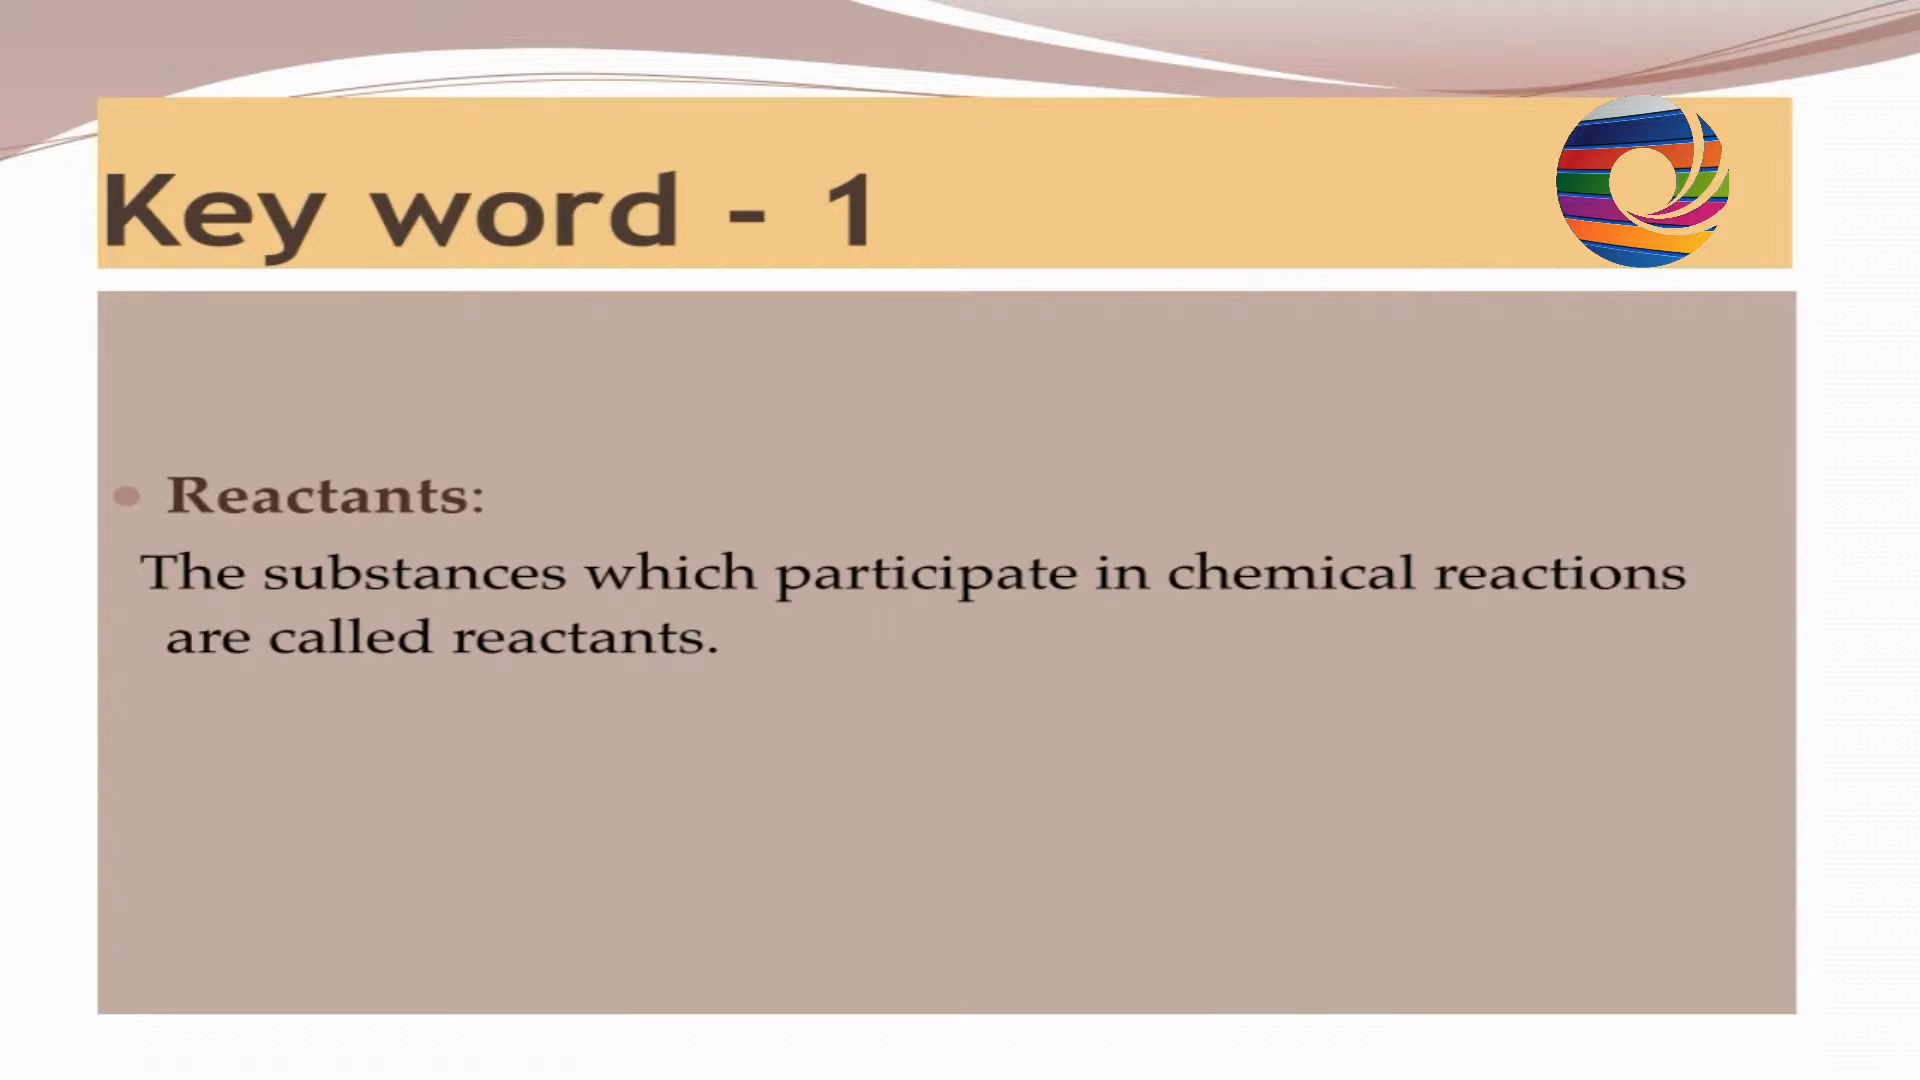 Key word - 1
• Reactants:
The substances which participate in chemical reactions
are called reactants.